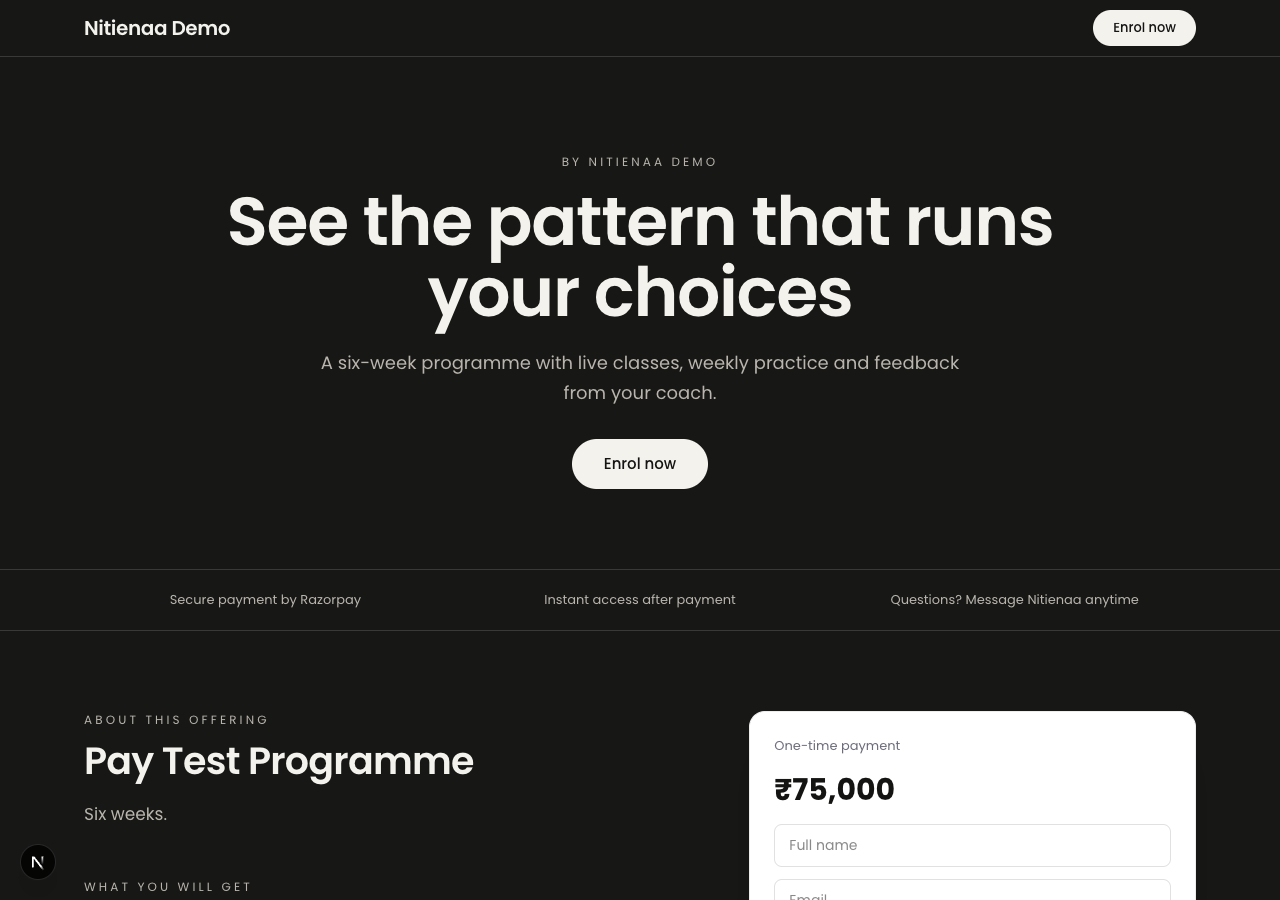 Nitienaa Demo
Enrol now
BY NITIENAA DEMO
See the pattern that runs
your choices
A six-week programme with live classes, weekly practice and feedback
from your coach.
Enrol now
Secure payment by Razorpay
Instant access after payment
Questions? Message Nitienaa anytime
ABOUT THIS OFFERING
Pay Test Programme
Six weeks.
WHAT YOU WILL GET
One-time payment
₹75,000
Full name
Email
N